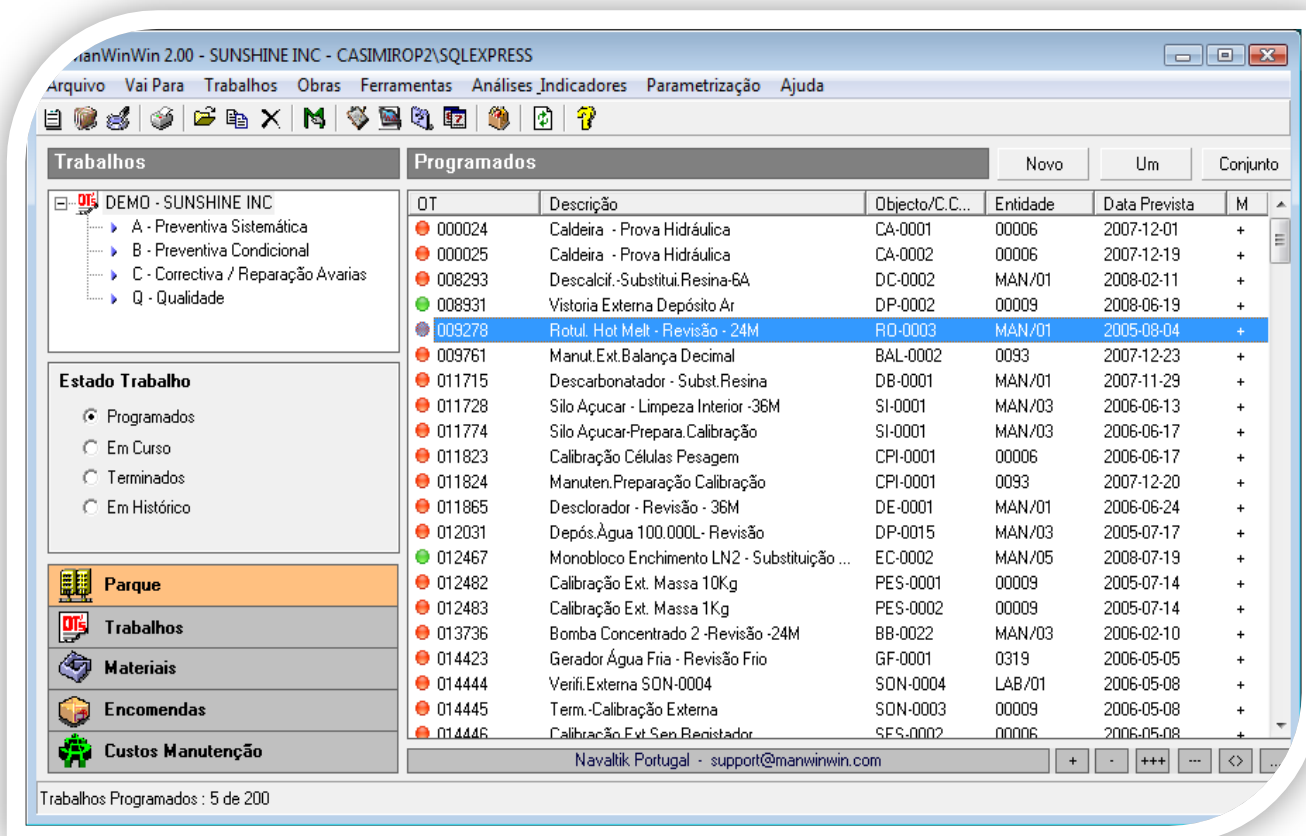 ManWinWin 2.00 - SUNSHINE INC - CASIMIROP2\SQLEXPRESS
Arquivo Vai Para Trabalhos Obras Ferramentas Análises_Indicadores Parametrização Ajuda
Trabalhos
DEMO - SUNSHINE INC
A - Preventiva Sistemática
B - Preventiva Condicional
C - Correctiva / Reparação Avarias
Q - Qualidade
Estado Trabalho
Programados
Em Curso
Terminados
Em Histórico
Parque
OT's Trabalhos
Materiais
Encomendas
Custos Manutenção
Programados Novo Um Conjunto
OT Descrição Objecto/C.C... Entidade Data Prevista M
000024 Caldeira - Prova Hidráulica CA-0001 00006 2007-12-01 +
000025 Caldeira - Prova Hidráulica CA-0002 00006 2007-12-19 +
008293 Descalcif.-Substitui.Resina-6A DC-0002 MAN/01 2008-02-11 +
008931 Vistoria Externa Depósito Ar DP-0002 00009 2008-06-19 +
009278 Rotul. Hot Melt - Revisão - 24M RO-0003 MAN/01 2005-08-04 +
009761 Manut.Ext.Balança Decimal BAL-0002 0093 2007-12-23 +
011715 Descarbonatador - Subst.Resina DB-0001 MAN/01 2007-11-29 +
011728 Silo Açucar - Limpeza Interior -36M SI-0001 MAN/03 2006-06-13 +
011774 Silo Açucar-Prepara.Calibração SI-0001 MAN/03 2006-06-17 +
011823 Calibração Células Pesagem CPI-0001 00006 2006-06-17 +
011824 Manuten.Preparação Calibração CPI-0001 0093 2007-12-20 +
011865 Desclorador - Revisão - 36M DE-0001 MAN/01 2006-06-24 +
012031 Depós.Àgua 100.000L- Revisão DP-0015 MAN/03 2005-07-17 +
012467 Monobloco Enchimento LN2 - Substituição ... EC-0002 MAN/05 2008-07-19 +
012482 Calibração Ext. Massa 10Kg PES-0001 00009 2005-07-14 +
012483 Calibração Ext. Massa 1Kg PES-0002 00009 2005-07-14 +
013736 Bomba Concentrado 2 -Revisão -24M BB-0022 MAN/03 2006-02-10 +
014423 Gerador Água Fria - Revisão Frio GF-0001 0319 2006-05-05 +
014444 Verifi.Externa SON-0004 SON-0004 LAB/01 2006-05-08 +
014445 Term.-Calibração Externa SON-0003 00009 2006-05-08 +
014446 Calibração Ext.Sen.Registador SES-0002 00006 2006-05-08 +
Navaltik Portugal - support@manwinwin.com + - +++ --- <> ...
Trabalhos Programados : 5 de 200